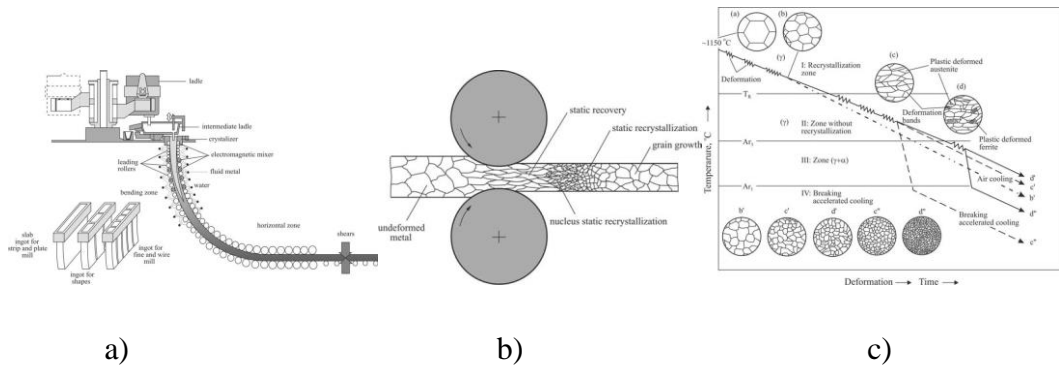 ladle
intermediate ladle
crystalizer
electromagnetic mixer
leading
rollers
fluid metal
water
bending zone
horizontal zone
shears
slab
ingot for
strip and plate
mill
ingot for
shapes
ingot for
fine and wire
mill
a)
static recovery
static recrystallization
grain growth
undeformed
metal
nucleus static recrystallization
b)
(a)
(b)
~1150 °C
(γ)
I: Recrystallization
zone
Deformation
(c)
Plastic deformed
austenite
(d)
Deformation
bands
Plastic deformed
ferrite
(γ)
II: Zone without
recrystallization
III: Zone (γ+α)
Air cooling
IV: Breaking
accelerated cooling
Breaking
accelerated cooling
d'
c'
b'
d"
c"
b'
c'
d'
c"
d"
Deformation → Time →
c)